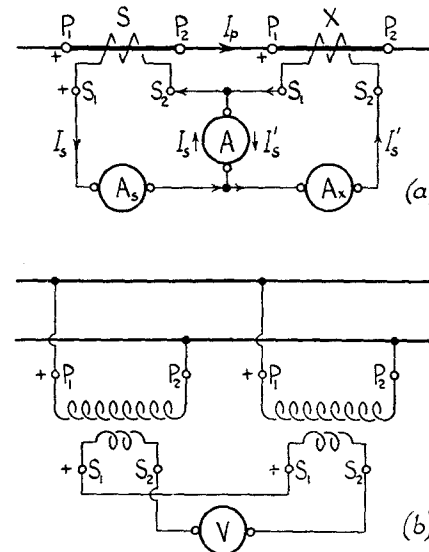 S X
P₁ P₂ Iₚ P₁ P₂
+ +
+ S₁ S₂ S₁ S₂
Iₛ Iₛ A I′ₛ I′ₛ
Aₛ Aₓ (a
+ P₁ P₂ + P₁ P₂
+ S₁ S₂ + S₁ S₂
V (b)